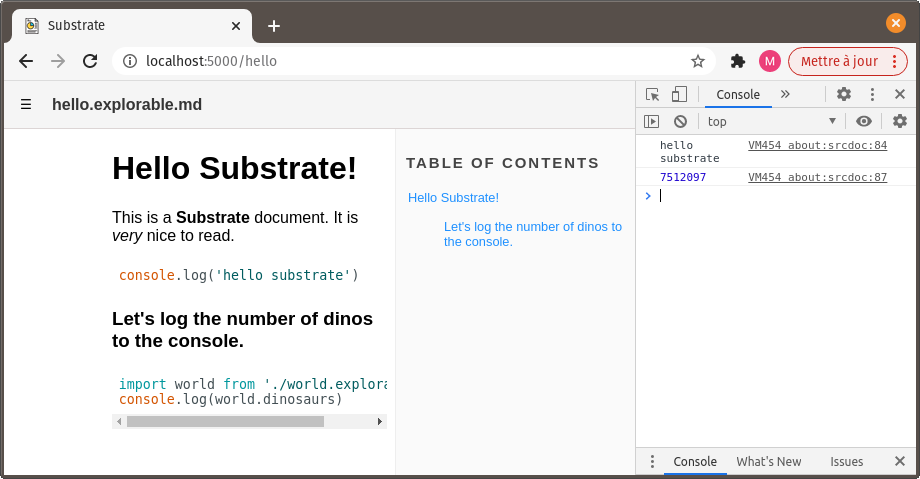 Substrate
localhost:5000/hello
M
Mettre à jour
hello.explorable.md
Hello Substrate!
This is a Substrate document. It is
very nice to read.
console.log('hello substrate')
Let's log the number of dinos
to the console.
import world from './world.explora
console.log(world.dinosaurs)
TABLE OF CONTENTS
Hello Substrate!
Let's log the number of dinos to
the console.
Console
top
hello
substrate
VM454 about:srcdoc:84
7512097
VM454 about:srcdoc:87
Console
What's New
Issues